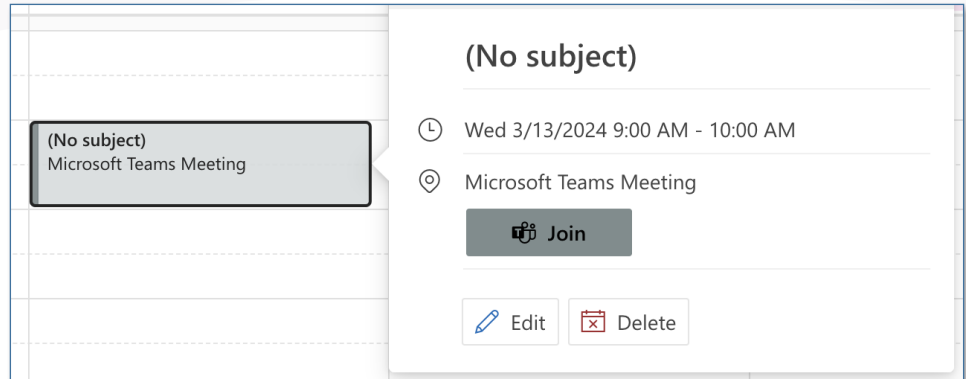 (No subject)
Microsoft Teams Meeting
(No subject)
Wed 3/13/2024 9:00 AM - 10:00 AM
Microsoft Teams Meeting
Join
Edit
Delete